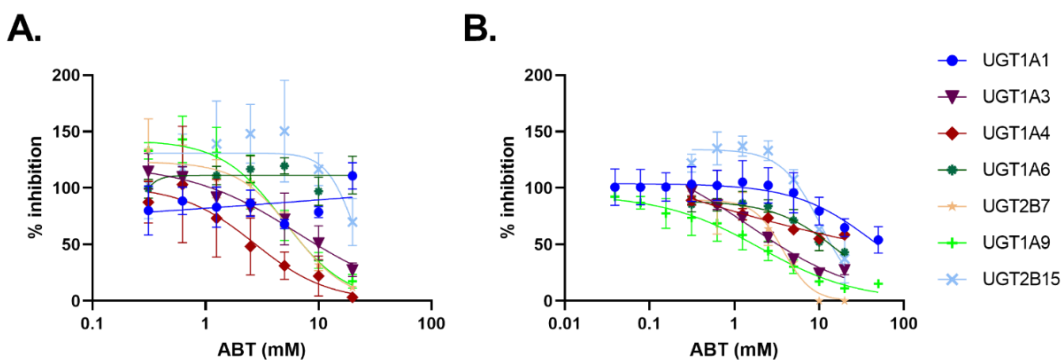 A.
B.
200
150
100
50
0
% inhibition
0.1
1
10
100
ABT (mM)
200
150
100
50
0
% inhibition
0.01
0.1
1
10
100
ABT (mM)
UGT1A1
UGT1A3
UGT1A4
UGT1A6
UGT2B7
UGT1A9
UGT2B15